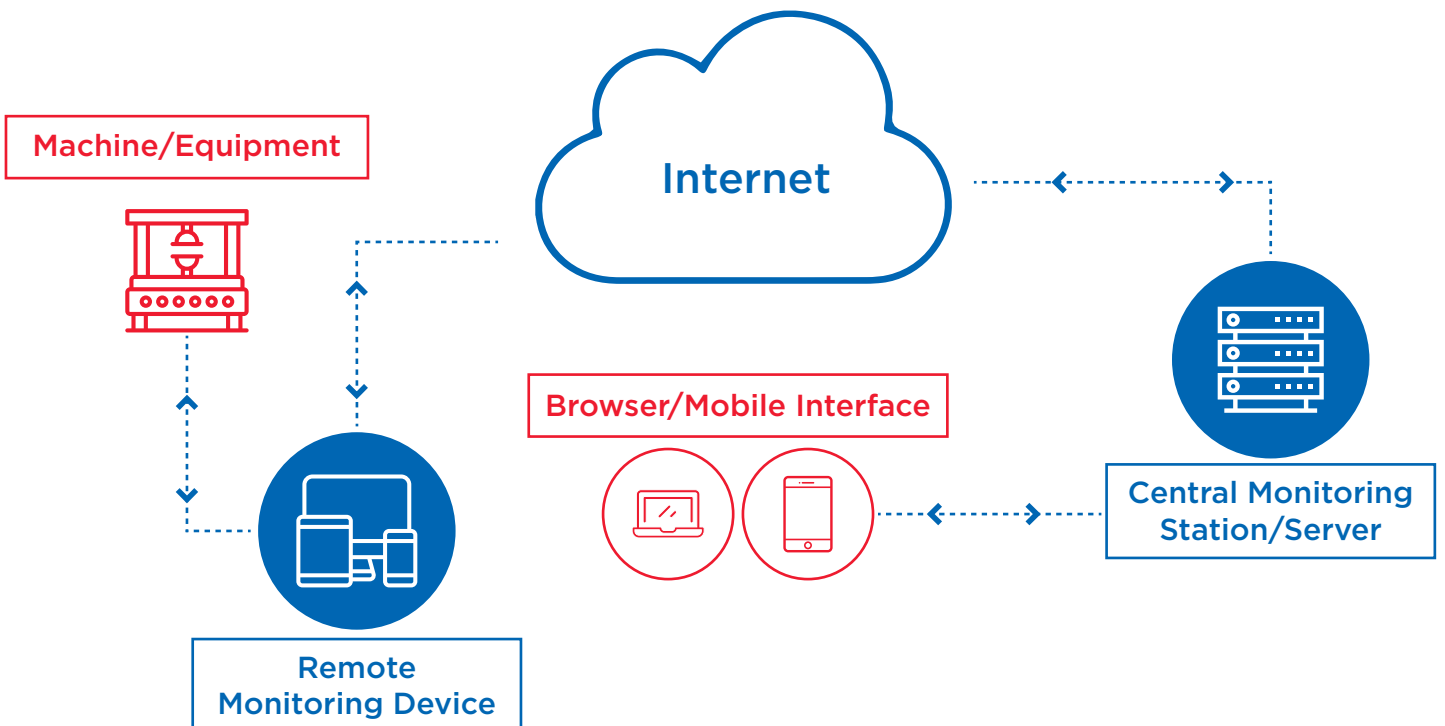 Internet
Machine/Equipment
Browser/Mobile Interface
Central Monitoring
Station/Server
Remote
Monitoring Device